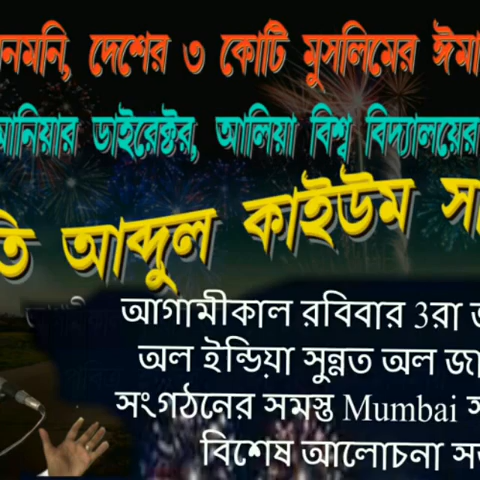 নমনি, দেশের ৩ কোটি মুসলিমের ঈমা
আনিয়ার ডাইরেক্টর, আলিয়া বিশ্ব বিদ্যালয়ের
তি আব্দুল কাইউম সা
আগামীকাল রবিবার 3রা
অল ইন্ডিয়া সুন্নত অল জা
সংগঠনের সমস্ত Mumbai স
বিশেষ আলোচনা স